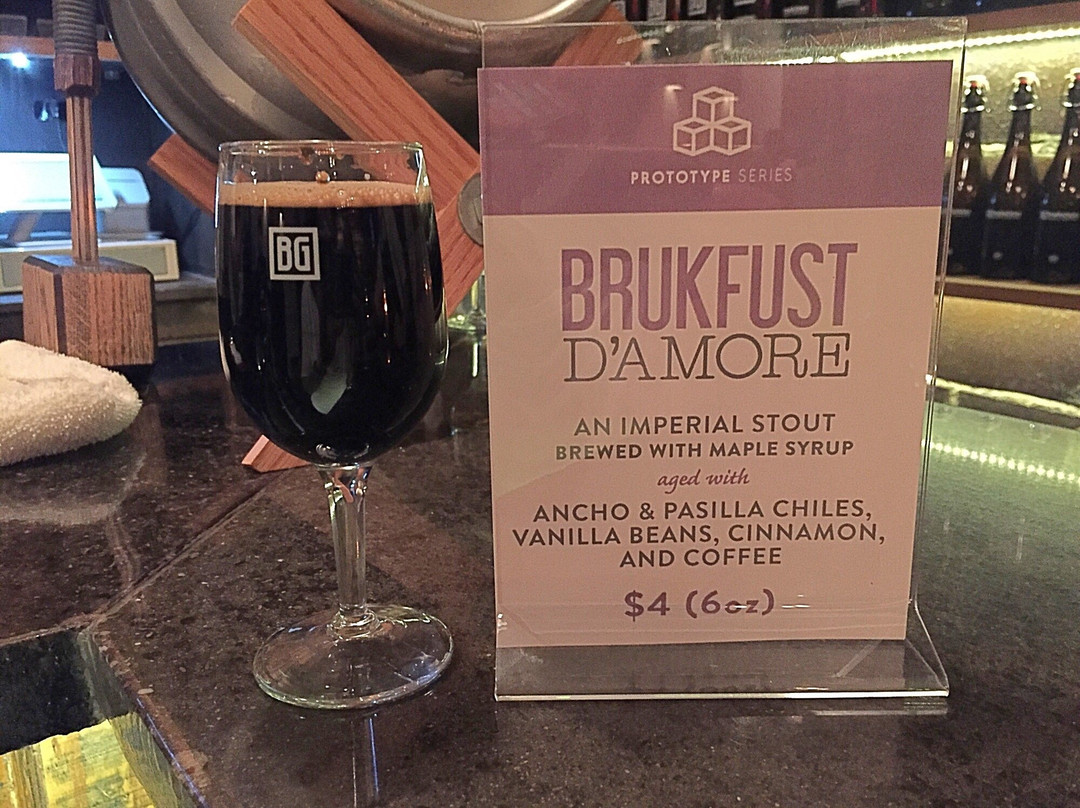 BG
PROTOTYPE SERIES
BRUKFUST
D'AMORE
AN IMPERIAL STOUT
BREWED WITH MAPLE SYRUP
aged with
ANCHO & PASILLA CHILES,
VANILLA BEANS, CINNAMON,
AND COFFEE
$4 (6oz)